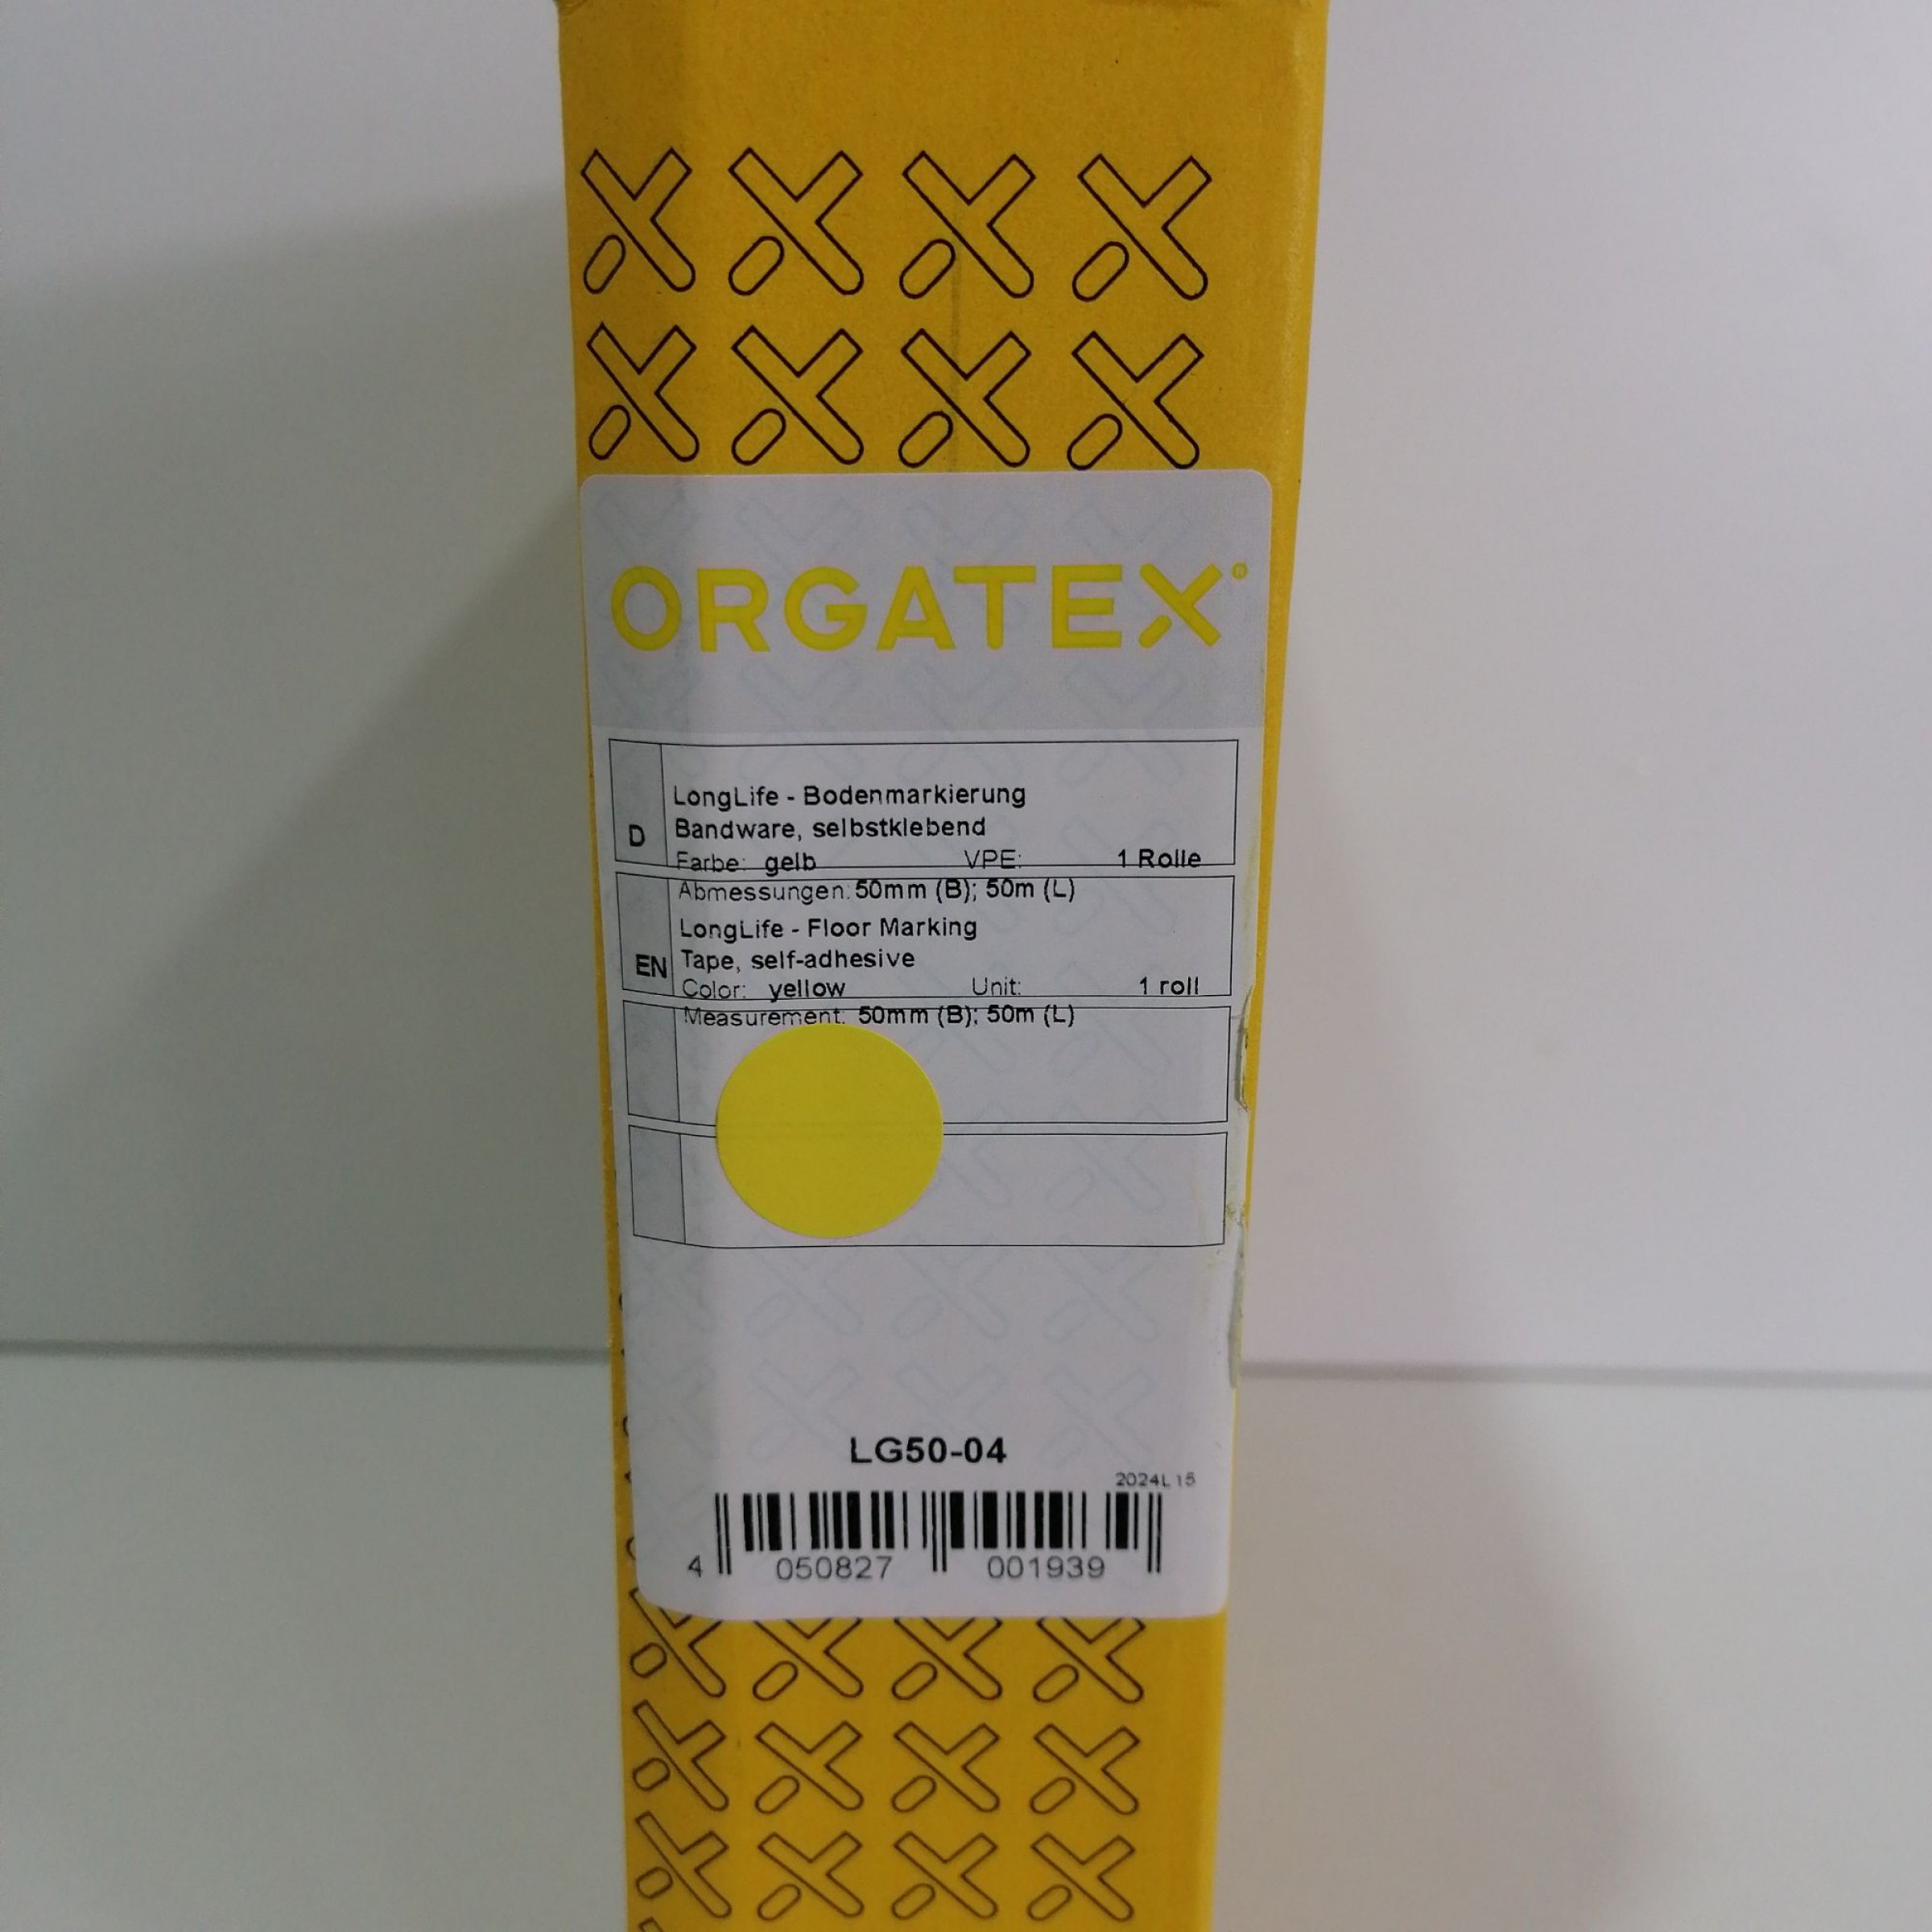 ORGATEX®
D
LongLife - Bodenmarkierung
Bandware, selbstklebend
Farbe: gelb VPE: 1 Rolle
Abmessungen: 50mm (B); 50m (L)
EN
LongLife - Floor Marking
Tape, self-adhesive
Color: yellow Unit: 1 roll
Measurement: 50mm (B); 50m (L)
LG50-04
2024L15
4 050827 001939